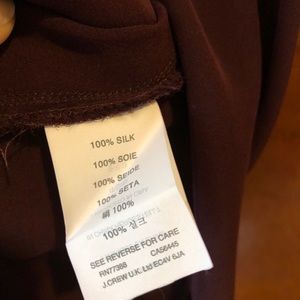 100% SILK
100% SOIE
100% SEIDE
100% SETA
絹 100%
100% 실크
SEE REVERSE FOR CARE
RN77388 CA56445
J.CREW U.K. Ltd EC4V 6JA